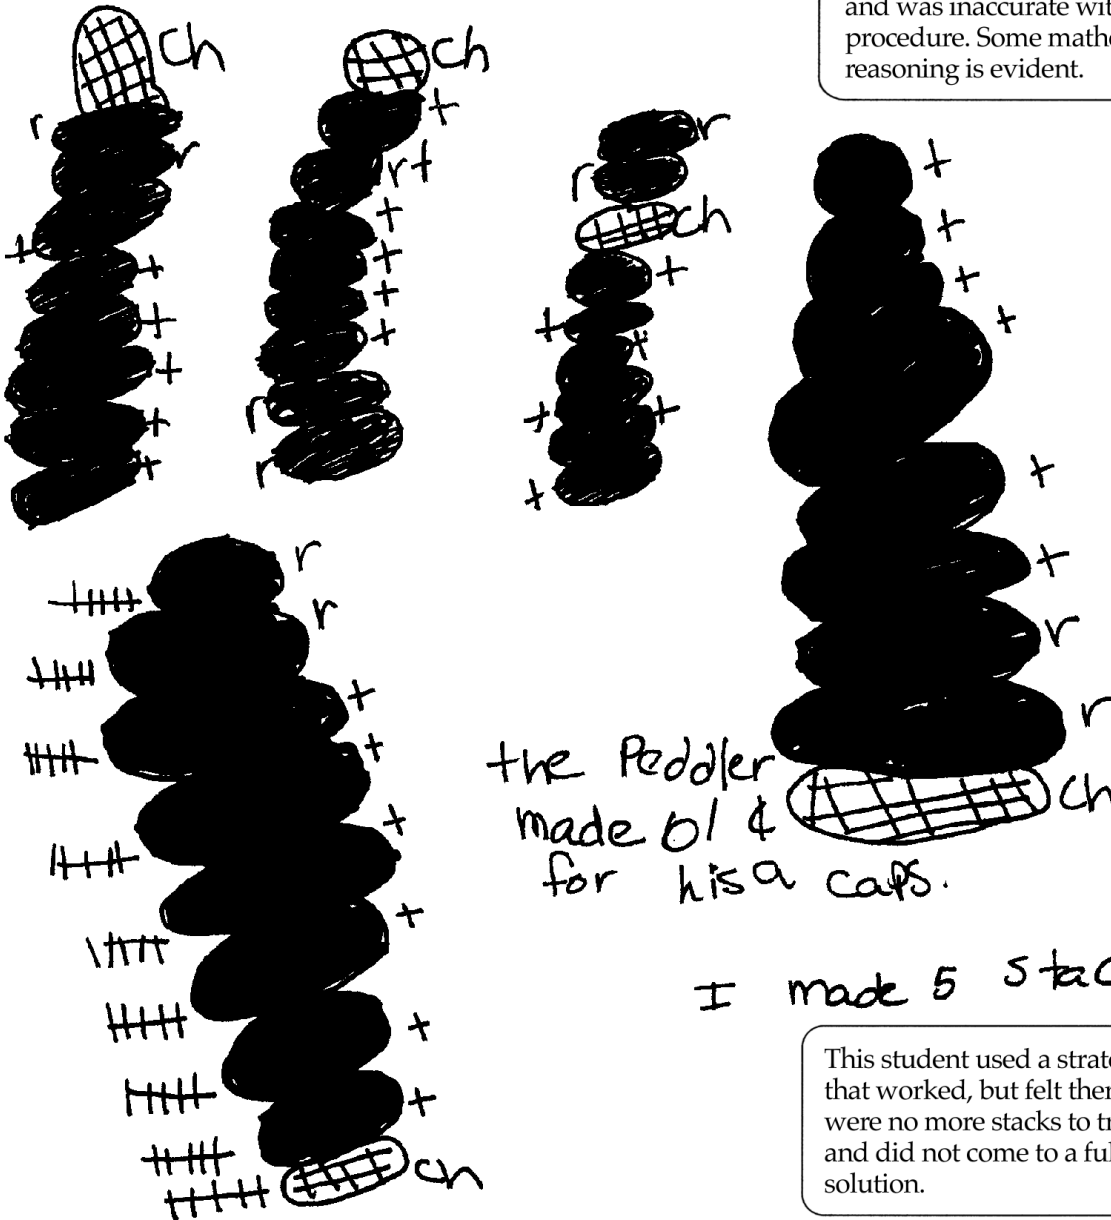 and was inaccurate wit
procedure. Some mathe
reasoning is evident.
Ch
r
r
+
+
+
+
+
+
Ch
+
r+
+
+
+
+
r
r
r
r
Ch
+
+
+
+
+
+
+
+
+
+
+
+
r
r
Ch
r
r
+
+
+
+
+
+
Ch
the Peddler
made ¢
for hisa caps.
I made 5 stac
This student used a strate
that worked, but felt ther
were no more stacks to tr
and did not come to a ful
solution.